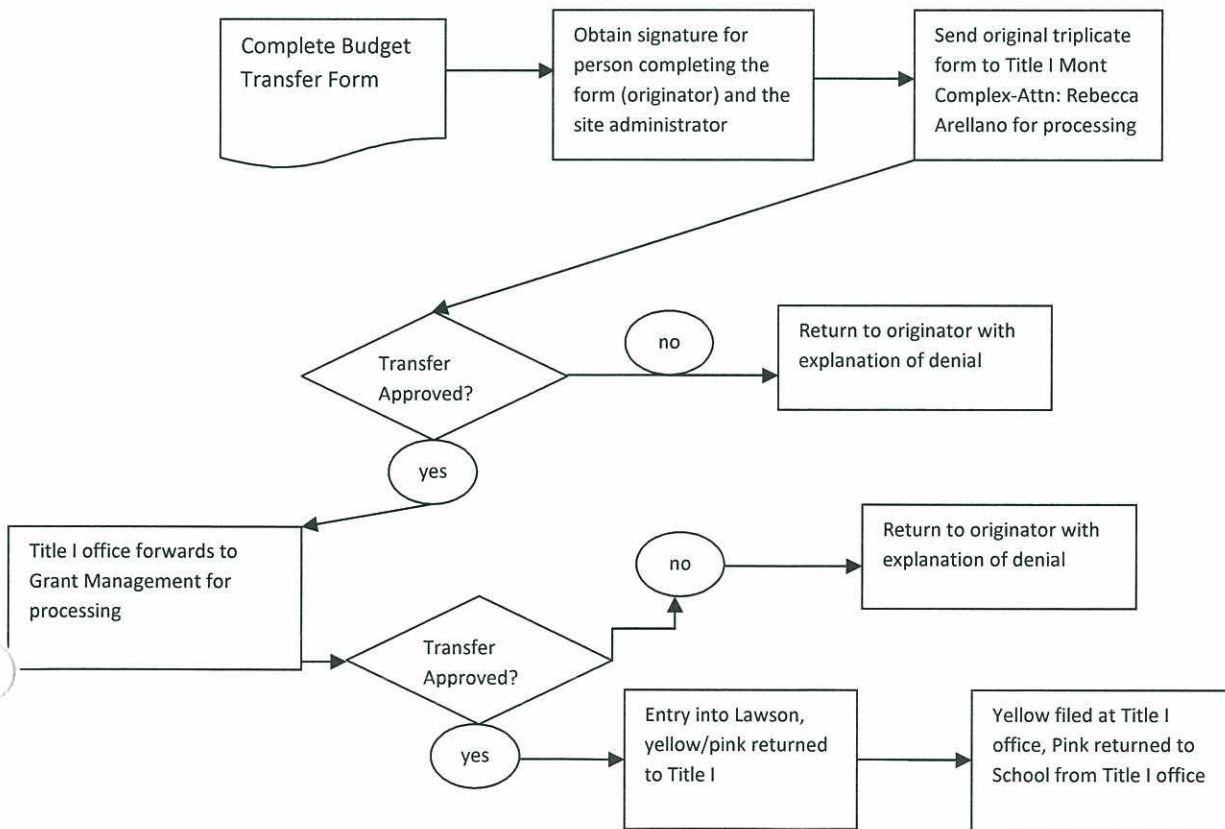 Complete Budget
Transfer Form
Obtain signature for
person completing the
form (originator) and the
site administrator
Send original triplicate
form to Title I Mont
Complex-Attn: Rebecca
Arellano for processing
Transfer
Approved?
no
Return to originator with
explanation of denial
yes
Title I office forwards to
Grant Management for
processing
Transfer
Approved?
no
Return to originator with
explanation of denial
yes
Entry into Lawson,
yellow/pink returned
to Title I
Yellow filed at Title I
office, Pink returned to
School from Title I office